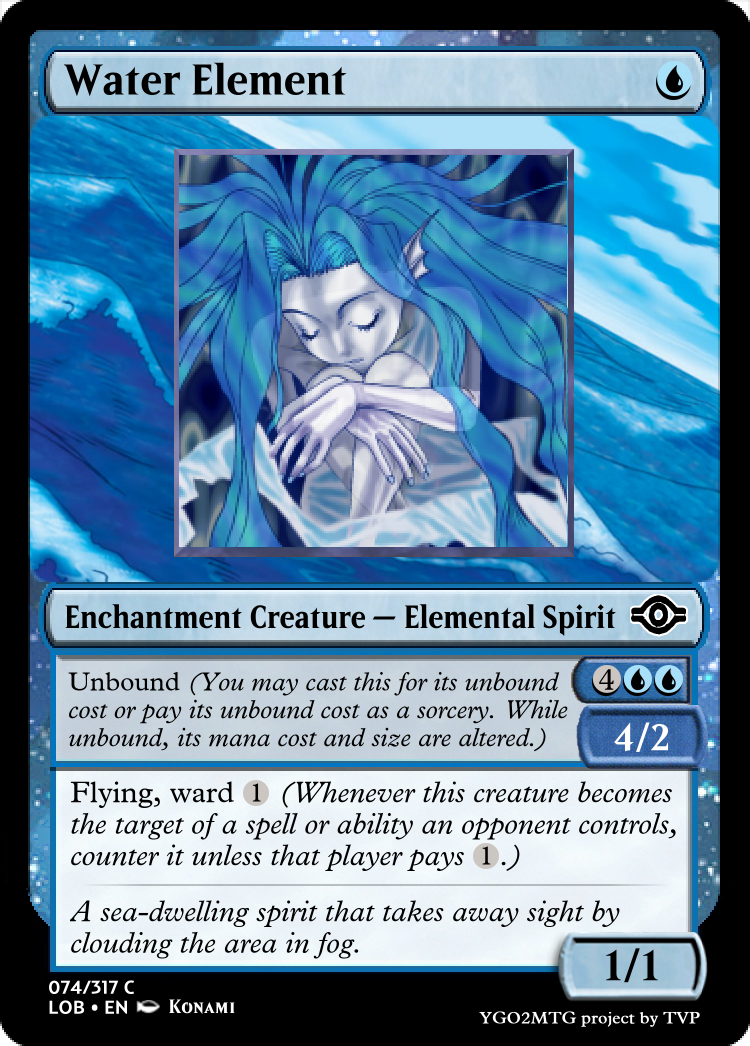 Water Element
Enchantment Creature — Elemental Spirit
Unbound (You may cast this for its unbound
cost or pay its unbound cost as a sorcery. While
unbound, its mana cost and size are altered.)
4
4/2
Flying, ward 1 (Whenever this creature becomes
the target of a spell or ability an opponent controls,
counter it unless that player pays 1.)
A sea-dwelling spirit that takes away sight by
clouding the area in fog.
1/1
074/317 C
LOB • EN Konami
YGO2MTG project by TVP